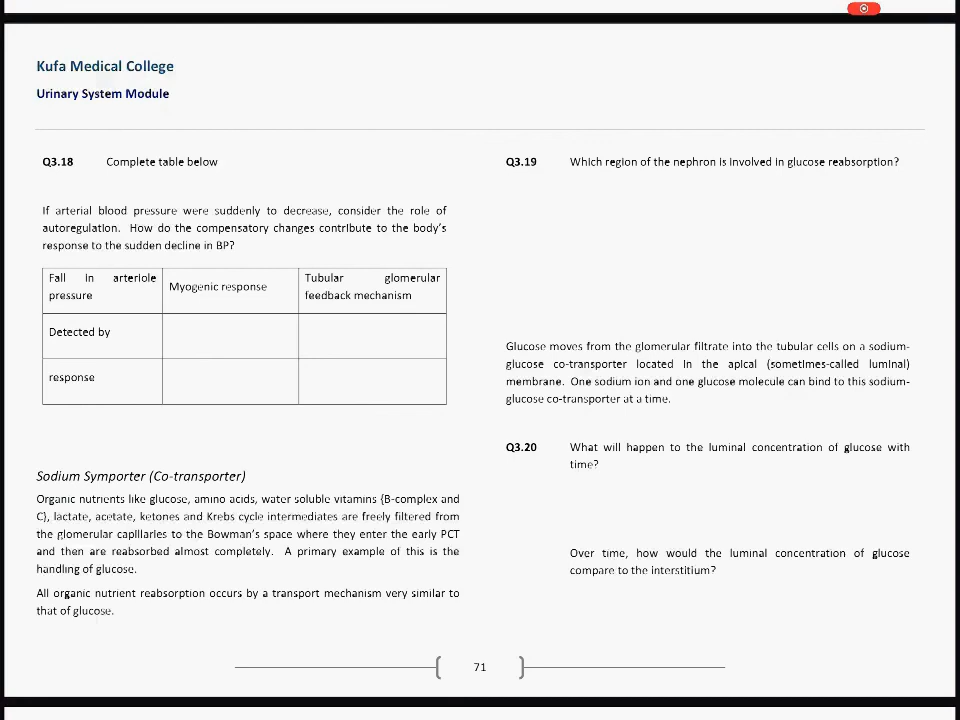 Kufa Medical College
Urinary System Module
Q3.18 Complete table below
If arterial blood pressure were suddenly to decrease, consider the role of
autoregulation. How do the compensatory changes contribute to the body's
response to the sudden decline in BP?
Fall in arteriole
pressure
Myogenic response
Tubular glomerular
feedback mechanism
Detected by
response
Sodium Symporter (Co-transporter)
Organic nutrients like glucose, amino acids, water soluble vitamins {B-complex and
C}, lactate, acetate, ketones and Krebs cycle intermediates are freely filtered from
the glomerular capillaries to the Bowman's space where they enter the early PCT
and then are reabsorbed almost completely. A primary example of this is the
handling of glucose.
All organic nutrient reabsorption occurs by a transport mechanism very similar to
that of glucose.
Q3.19 Which region of the nephron is involved in glucose reabsorption?
Glucose moves from the glomerular filtrate into the tubular cells on a sodium-
glucose co-transporter located in the apical (sometimes-called luminal)
membrane. One sodium ion and one glucose molecule can bind to this sodium-
glucose co-transporter at a time.
Q3.20 What will happen to the luminal concentration of glucose with
time?
Over time, how would the luminal concentration of glucose
compare to the interstitium?
71